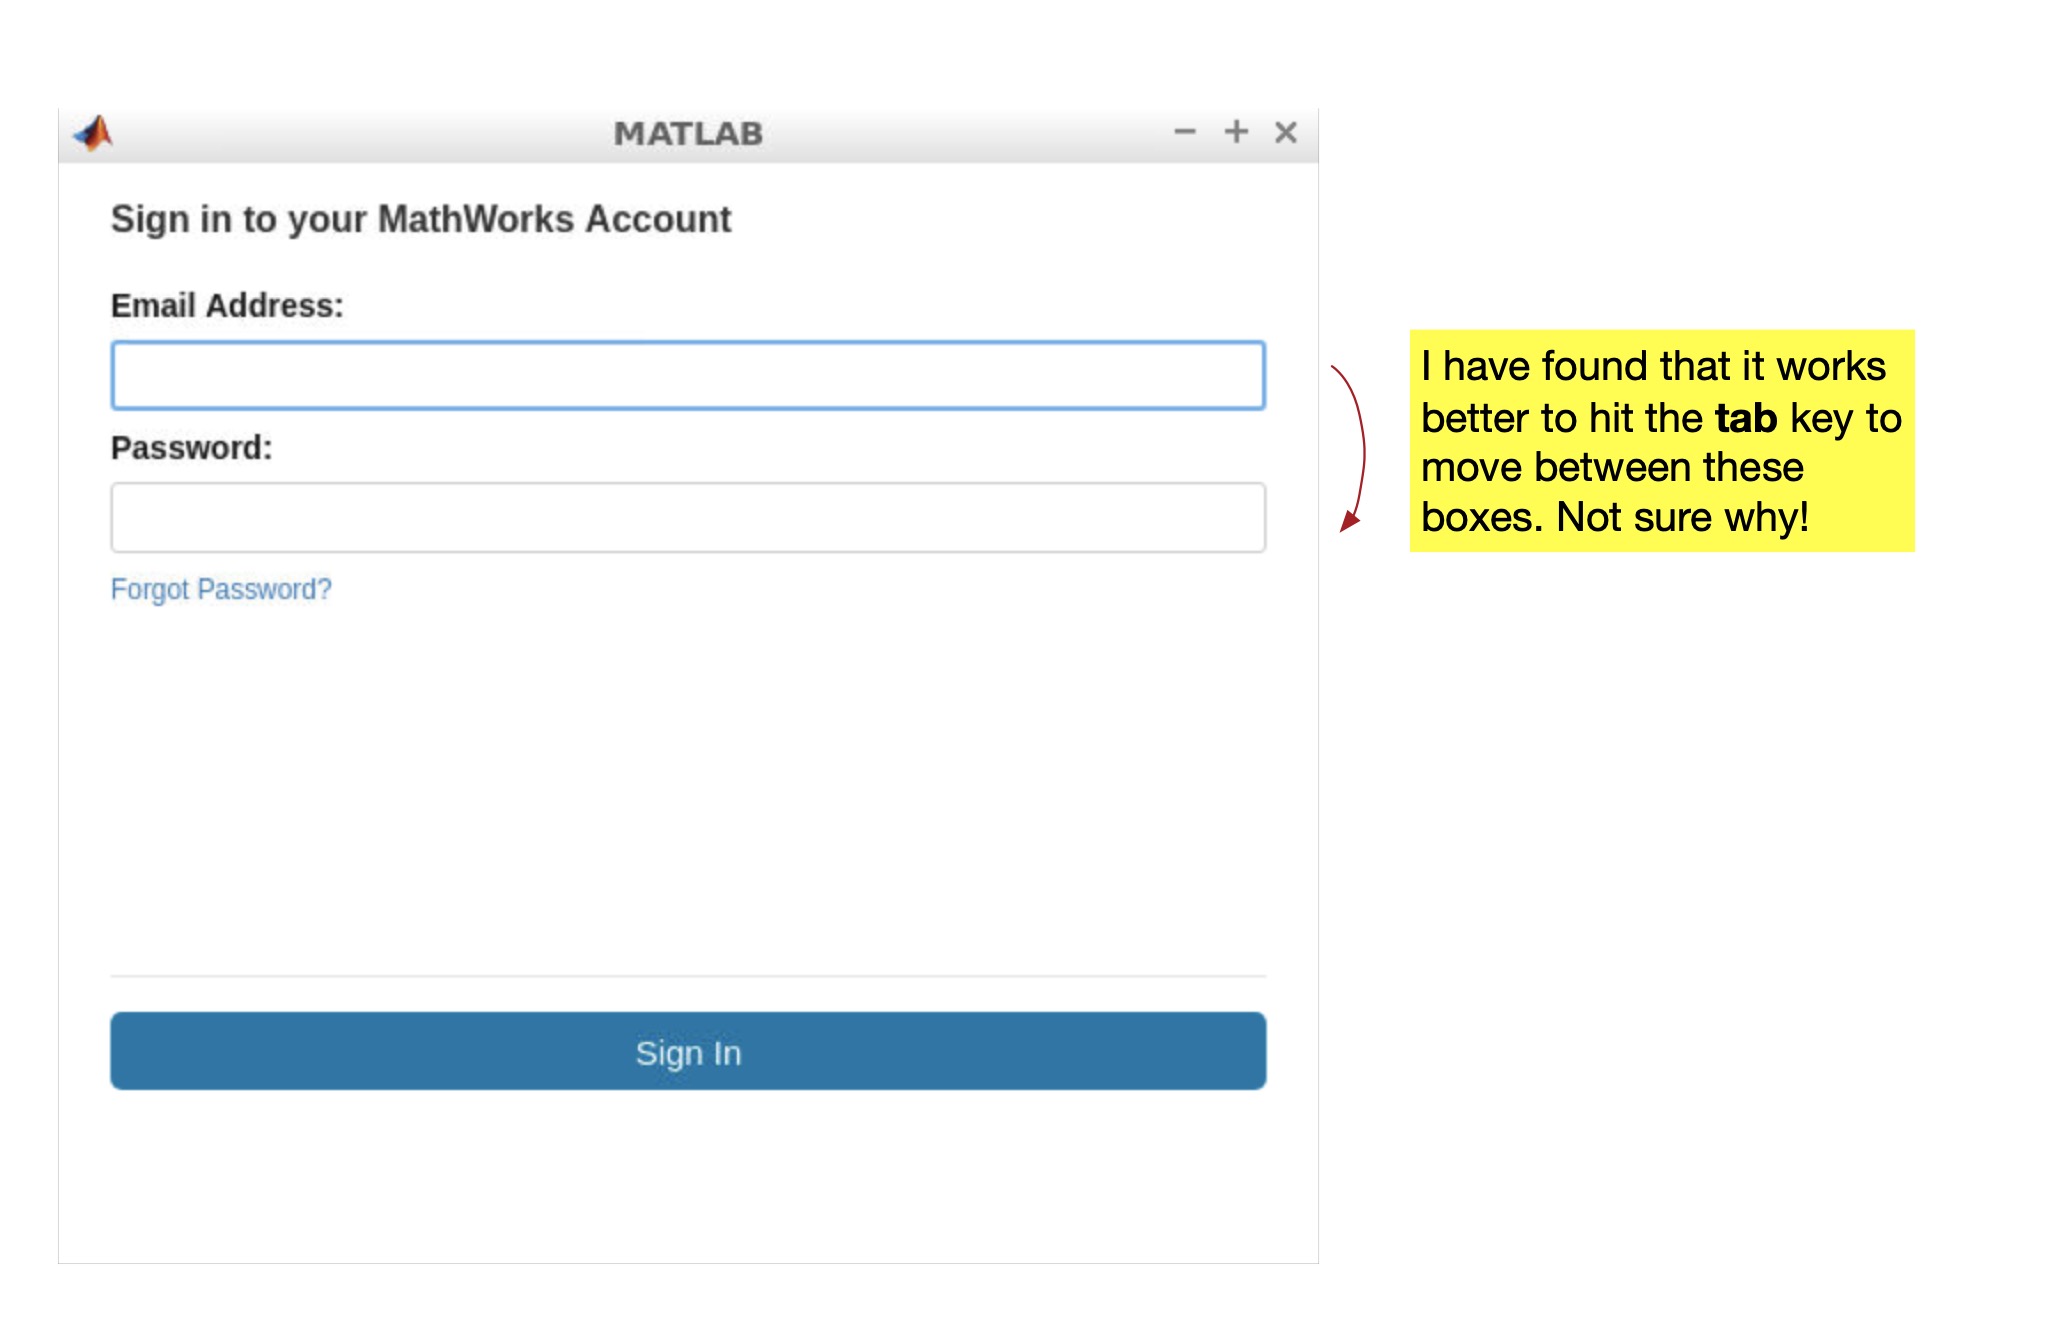 MATLAB
Sign in to your MathWorks Account
Email Address:
Password:
Forgot Password?
Sign In
I have found that it works
better to hit the tab key to
move between these
boxes. Not sure why!